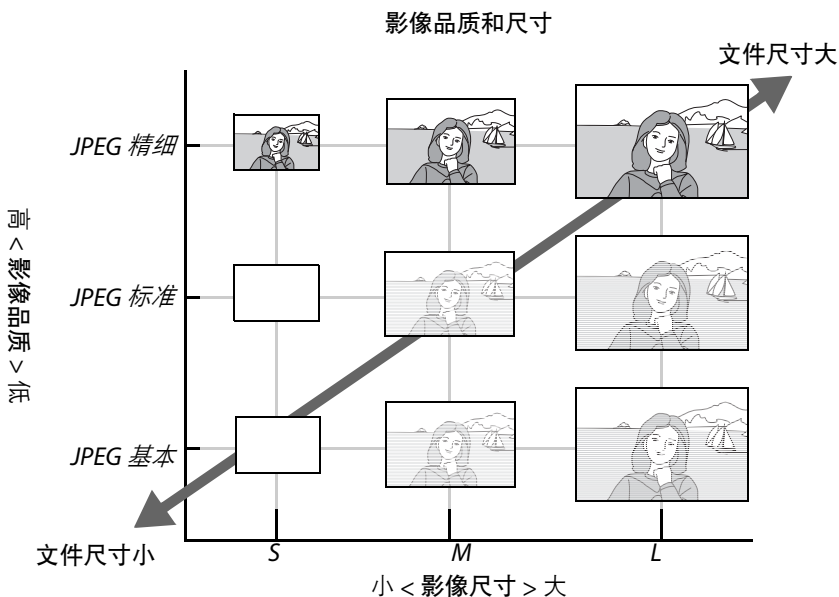 影像品质和尺寸
文件尺寸大
JPEG 精细
高 < 影像品质 > 低
JPEG 标准
JPEG 基本
文件尺寸小
S
M
L
小 < 影像尺寸 > 大